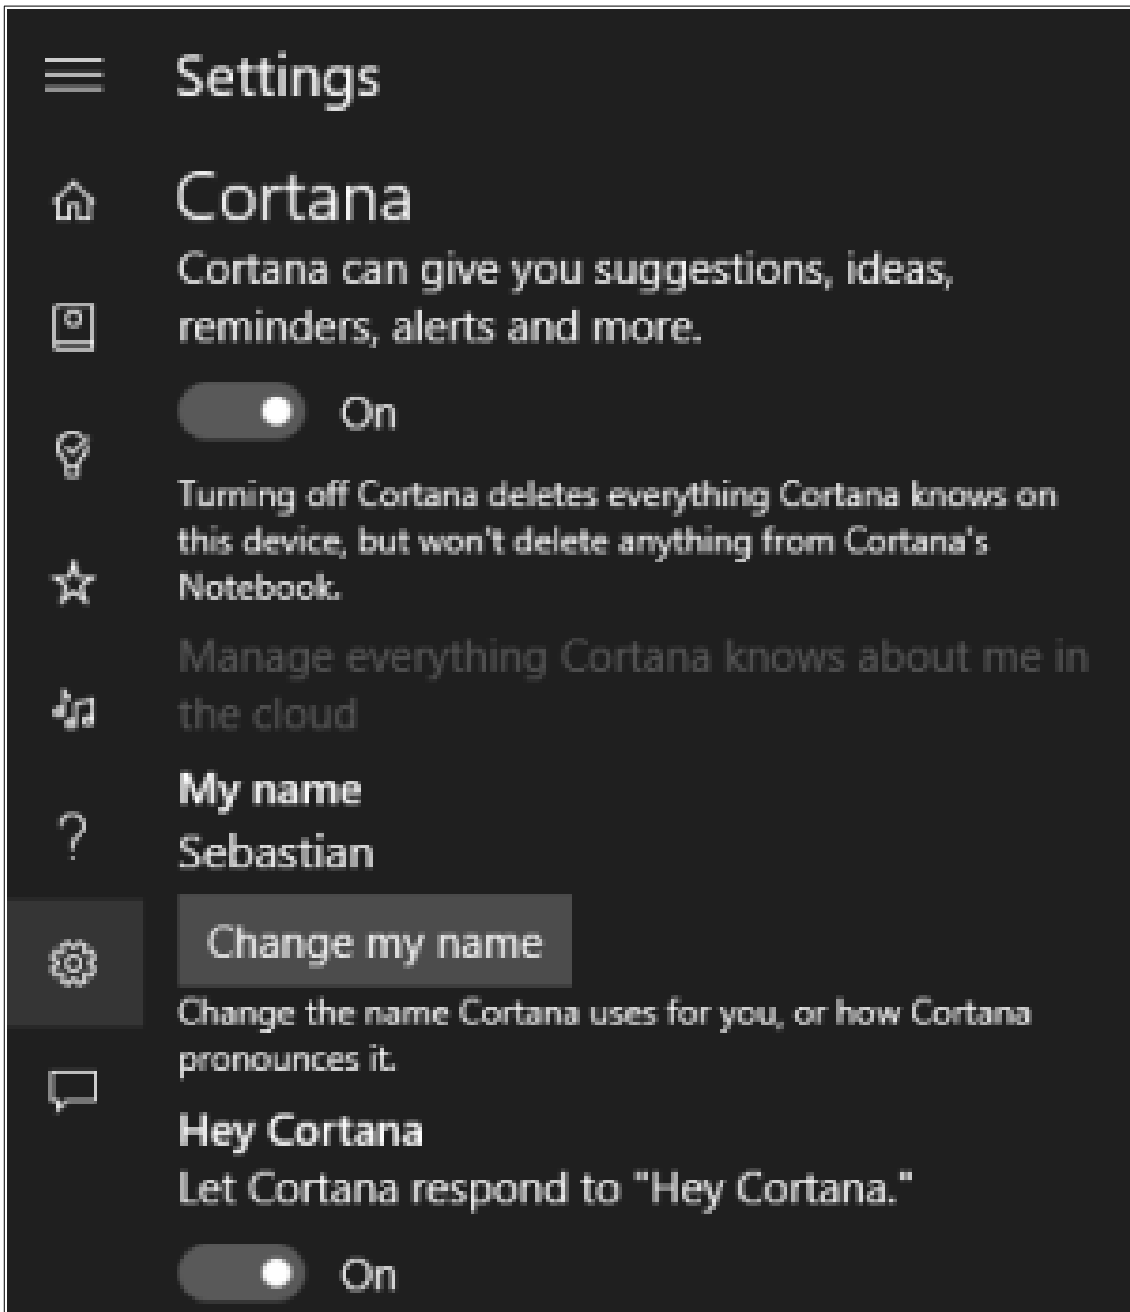 Settings
Cortana
Cortana can give you suggestions, ideas,
reminders, alerts and more.
On
Turning off Cortana deletes everything Cortana knows on
this device, but won't delete anything from Cortana's
Notebook.
Manage everything Cortana knows about me in
the cloud
My name
Sebastian
Change my name
Change the name Cortana uses for you, or how Cortana
pronounces it.
Hey Cortana
Let Cortana respond to "Hey Cortana."
On